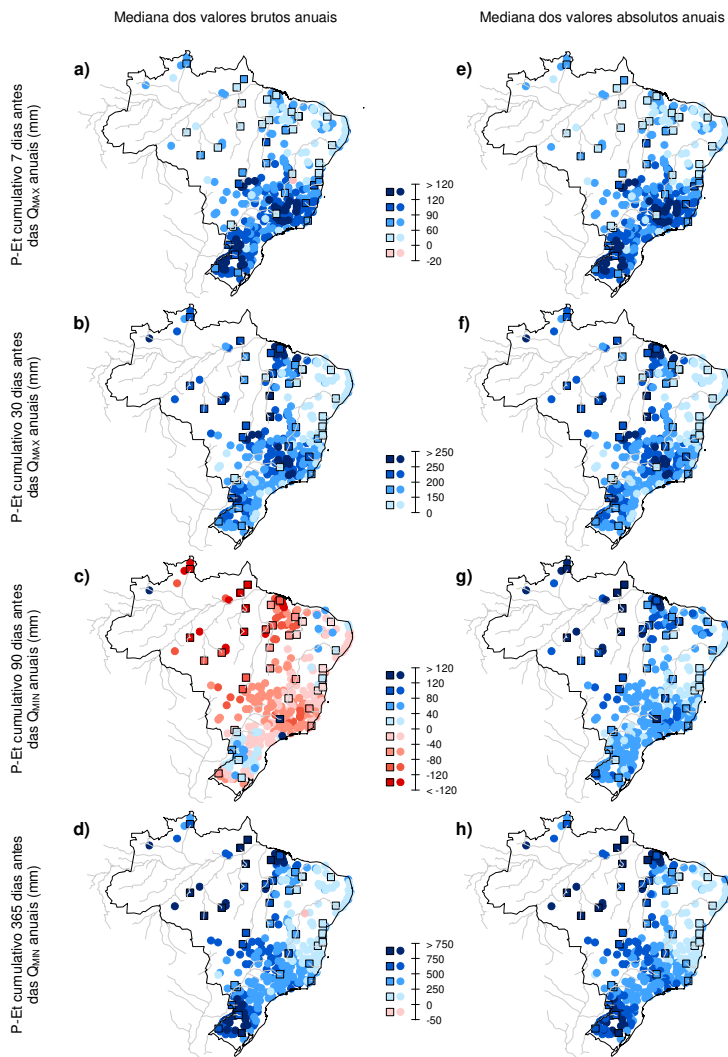 Mediana dos valores brutos anuais
Mediana dos valores absolutos anuais
P-Et cumulativo 7 dias antes
das QMAX anuais (mm)
a)
e)
> 120
120
90
60
0
-20
P-Et cumulativo 30 dias antes
das QMAX anuais (mm)
b)
f)
> 250
250
200
150
0
P-Et cumulativo 90 dias antes
das QMIN anuais (mm)
c)
g)
> 120
120
80
40
0
-40
-80
-120
< -120
P-Et cumulativo 365 dias antes
das QMIN anuais (mm)
d)
h)
> 750
750
500
250
0
-50